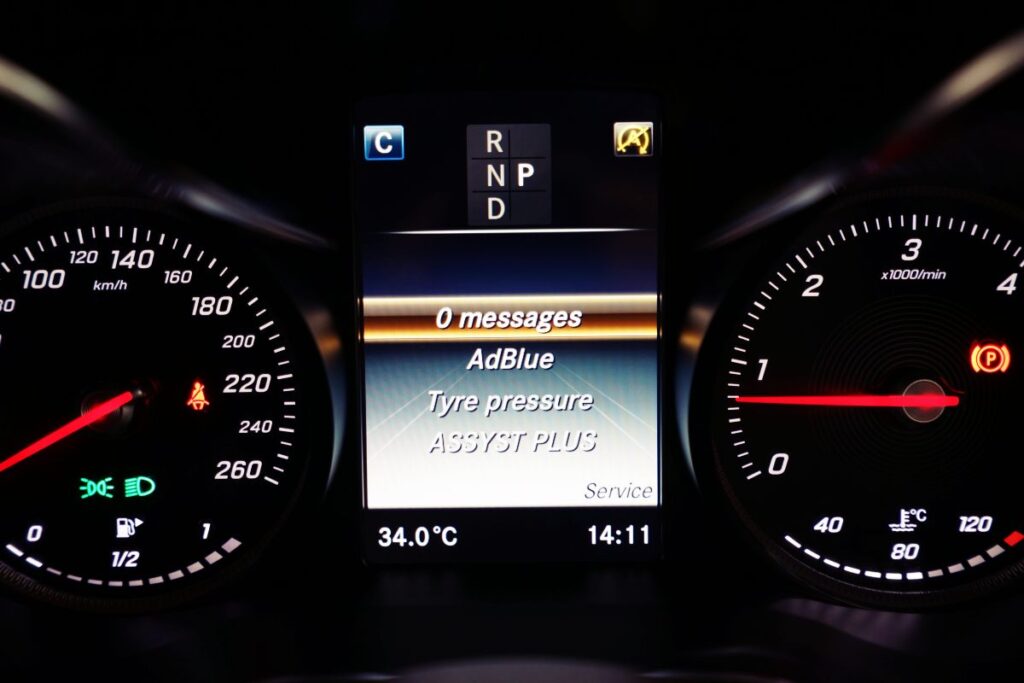 C
R
N P
D
0 messages
AdBlue
Tyre pressure
ASSYST PLUS
Service
34.0°C
14:11
80
100
120
140
160
180
200
220
240
260
km/h
0
1/2
1
0
1
2
3
4
x1000/min
P
40
80
120
°C
A